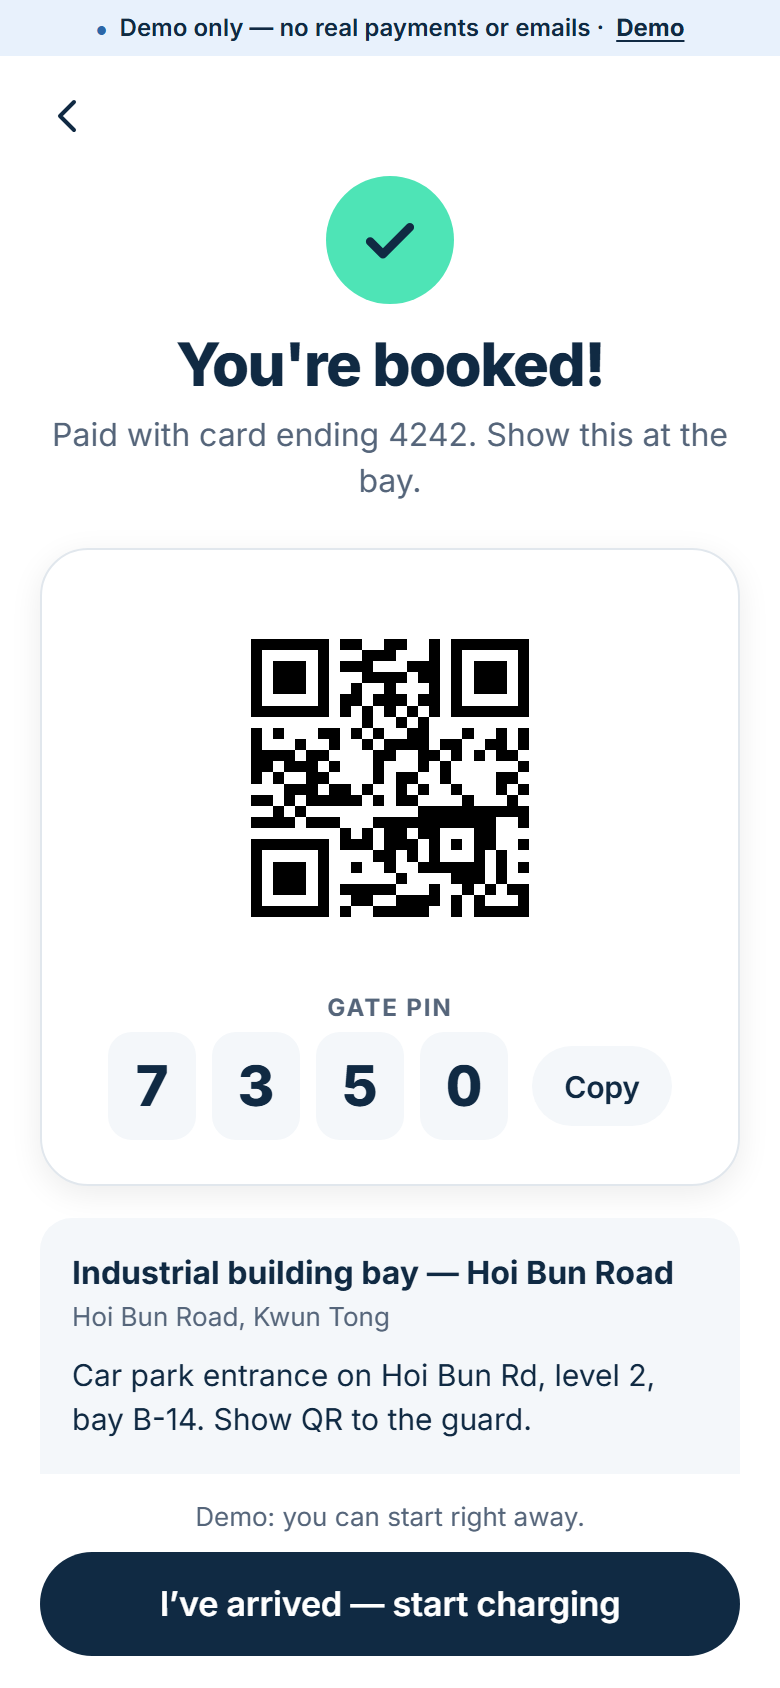 Demo only — no real payments or emails · Demo
You're booked!
Paid with card ending 4242. Show this at the
bay.
GATE PIN
7 3 5 0 Copy
Industrial building bay — Hoi Bun Road
Hoi Bun Road, Kwun Tong
Car park entrance on Hoi Bun Rd, level 2,
bay B-14. Show QR to the guard.
Demo: you can start right away.
I’ve arrived — start charging